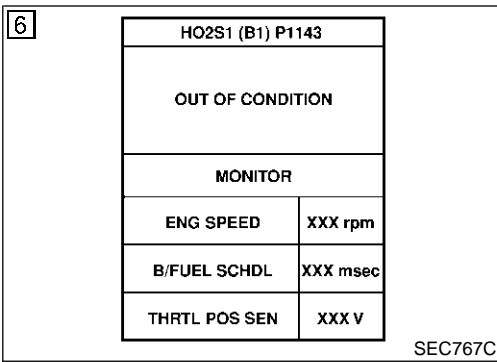 6
HO2S1 (B1) P1143
OUT OF CONDITION
MONITOR
ENG SPEED XXX rpm
B/FUEL SCHDL XXX msec
THRTL POS SEN XXX V
SEC767C